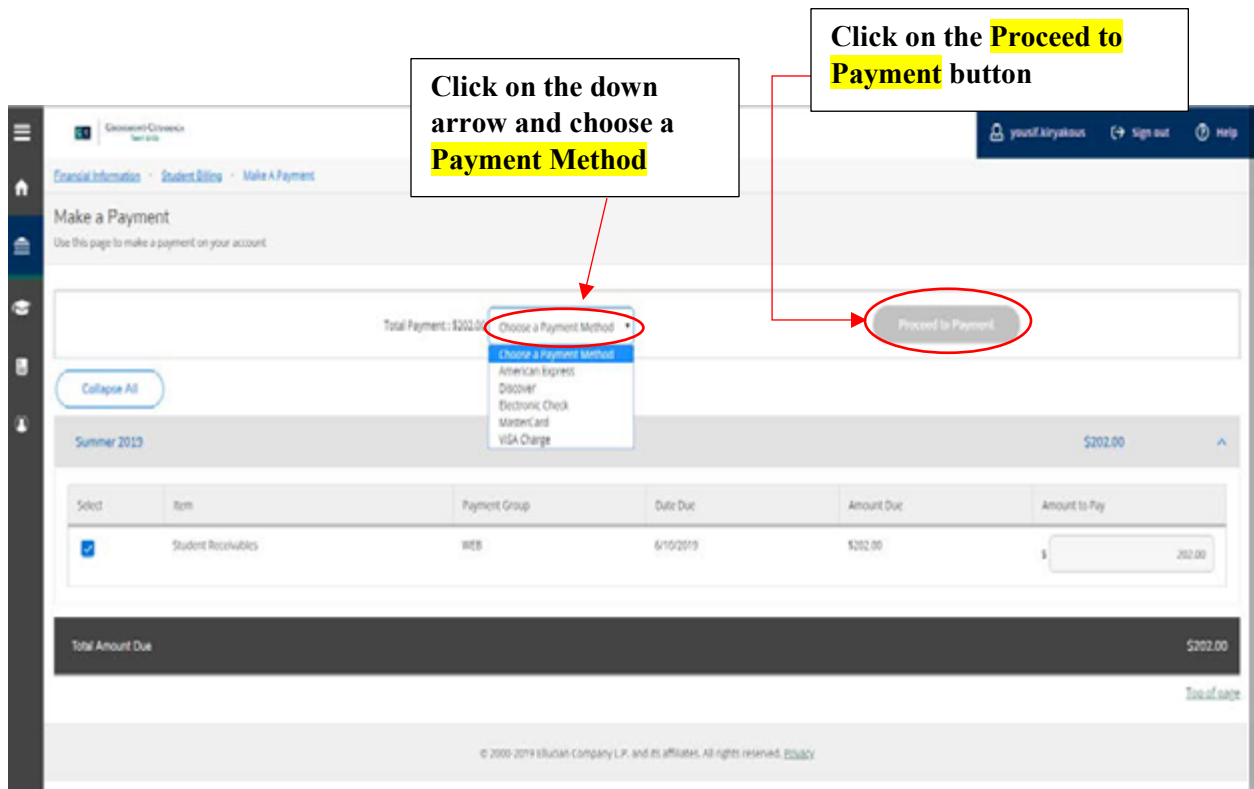 Click on the Proceed to
Payment button
Click on the down
arrow and choose a
Payment Method
yousif.kiryakous Sign out Help
Financial Information Student Billing Make A Payment
Make a Payment
Use this page to make a payment on your account
Total Payment : $202.00 Choose a Payment Method Proceed to Payment
Choose a Payment Method
American Express
Discover
Electronic Check
MasterCard
VISA Charge
Collapse All
Summer 2019 $202.00
Select Item Payment Group Date Due Amount Due Amount to Pay
Student Receivables WEB 6/10/2019 $202.00 $ 202.00
Total Amount Due $202.00
Top of page
© 2000-2019 Ellucian Company L.P. and its affiliates. All rights reserved. Privacy